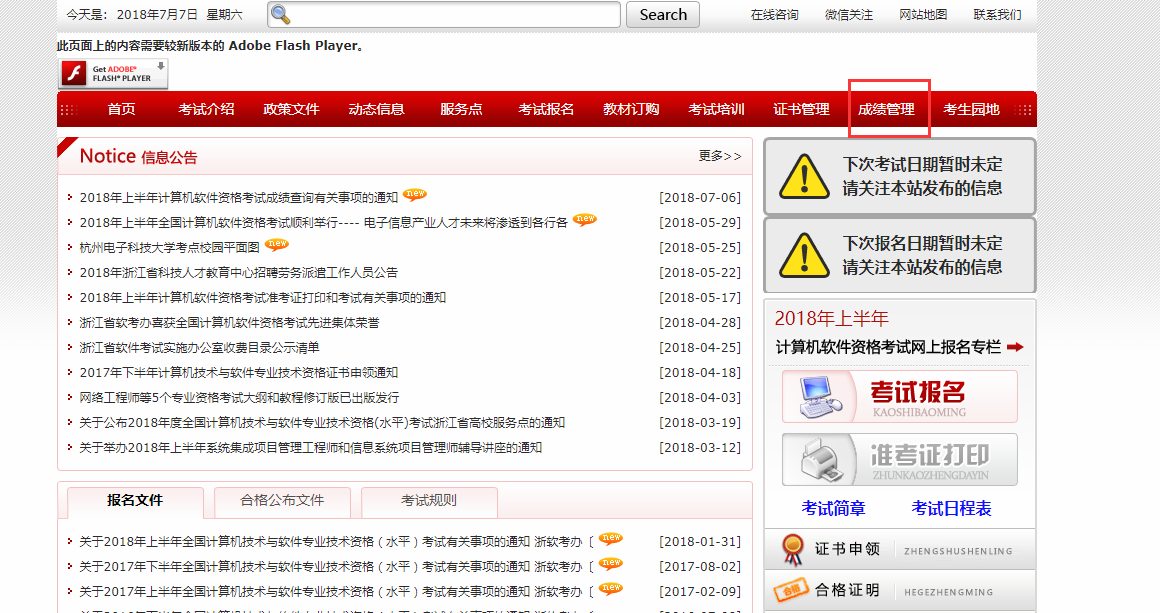 今天是: 2018年7月7日 星期六
Search
在线咨询 微信关注 网站地图 联系我们
此页面上的内容需要较新版本的 Adobe Flash Player。
Get ADOBE®
FLASH® PLAYER
首页 考试介绍 政策文件 动态信息 服务点 考试报名 教材订购 考试培训 证书管理 成绩管理 考生园地
Notice 信息公告 更多>>
2018年上半年计算机软件资格考试成绩查询有关事项的通知 new [2018-07-06]
2018年上半年全国计算机软件资格考试顺利举行---- 电子信息产业人才未来将渗透到各行各 new [2018-05-29]
杭州电子科技大学考点校园平面图 new [2018-05-25]
2018年浙江省科技人才教育中心招聘劳务派遣工作人员公告 [2018-05-22]
2018年上半年计算机软件资格考试准考证打印和考试有关事项的通知 [2018-05-17]
浙江省软考办喜获全国计算机软件资格考试先进集体荣誉 [2018-04-28]
浙江省软件考试实施办公室收费目录公示清单 [2018-04-25]
2017年下半年计算机技术与软件专业技术资格证书申领通知 [2018-04-18]
网络工程师等5个专业资格考试大纲和教程修订版已出版发行 [2018-04-03]
关于公布2018年度全国计算机技术与软件专业技术资格(水平)考试浙江省高校服务点的通知 [2018-03-19]
关于举办2018年上半年系统集成项目管理工程师和信息系统项目管理师辅导讲座的通知 [2018-03-12]
报名文件 合格公布文件 考试规则
关于2018年上半年全国计算机技术与软件专业技术资格（水平）考试有关事项的通知 浙软考办〔 new [2018-01-31]
关于2017年下半年全国计算机技术与软件专业技术资格（水平）考试有关事项的通知 浙软考办〔 new [2017-08-02]
关于2017年上半年全国计算机技术与软件专业技术资格（水平）考试有关事项的通知 浙软考办〔 new [2017-02-09]
下次考试日期暂时未定
请关注本站发布的信息
下次报名日期暂时未定
请关注本站发布的信息
2018年上半年
计算机软件资格考试网上报名专栏
考试报名
KAOSHIBAOMING
准考证打印
ZHUNKAOZHENGDAYIN
考试简章 考试日程表
证书申领 ZHENGSHUSHENLING
合格 合格证明 HEGEZHENGMING